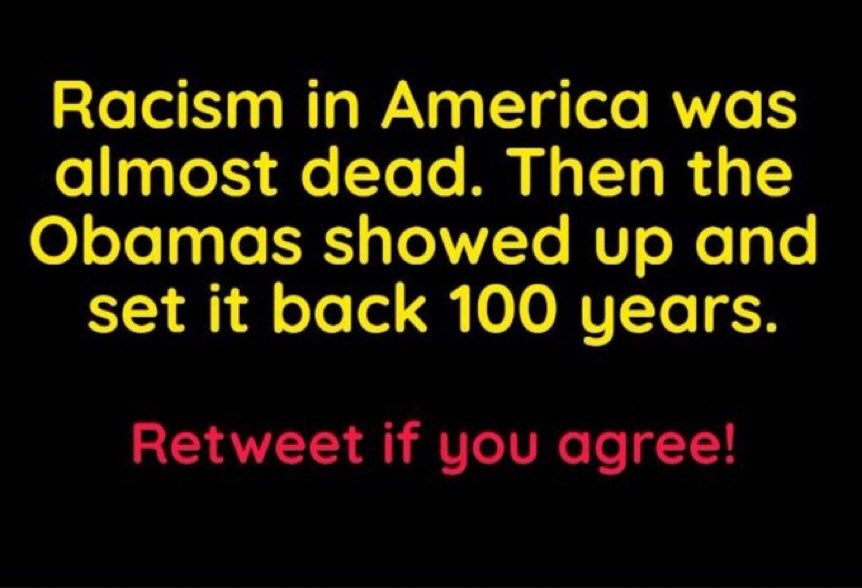 Racism in America was
almost dead. Then the
Obamas showed up and
set it back 100 years.
Retweet if you agree!